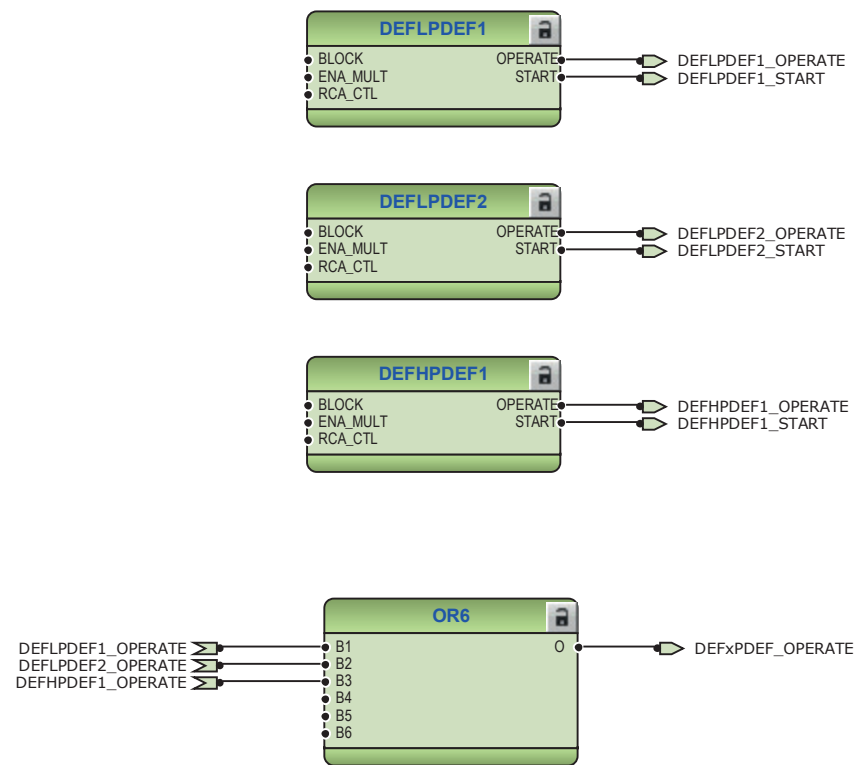 DEFLPDEF1
BLOCK OPERATE DEFLPDEF1_OPERATE
ENA_MULT START DEFLPDEF1_START
RCA_CTL
DEFLPDEF2
BLOCK OPERATE DEFLPDEF2_OPERATE
ENA_MULT START DEFLPDEF2_START
RCA_CTL
DEFHPDEF1
BLOCK OPERATE DEFHPDEF1_OPERATE
ENA_MULT START DEFHPDEF1_START
RCA_CTL
OR6
DEFLPDEF1_OPERATE B1 O DEFxPDEF_OPERATE
DEFLPDEF2_OPERATE B2
DEFHPDEF1_OPERATE B3
B4
B5
B6